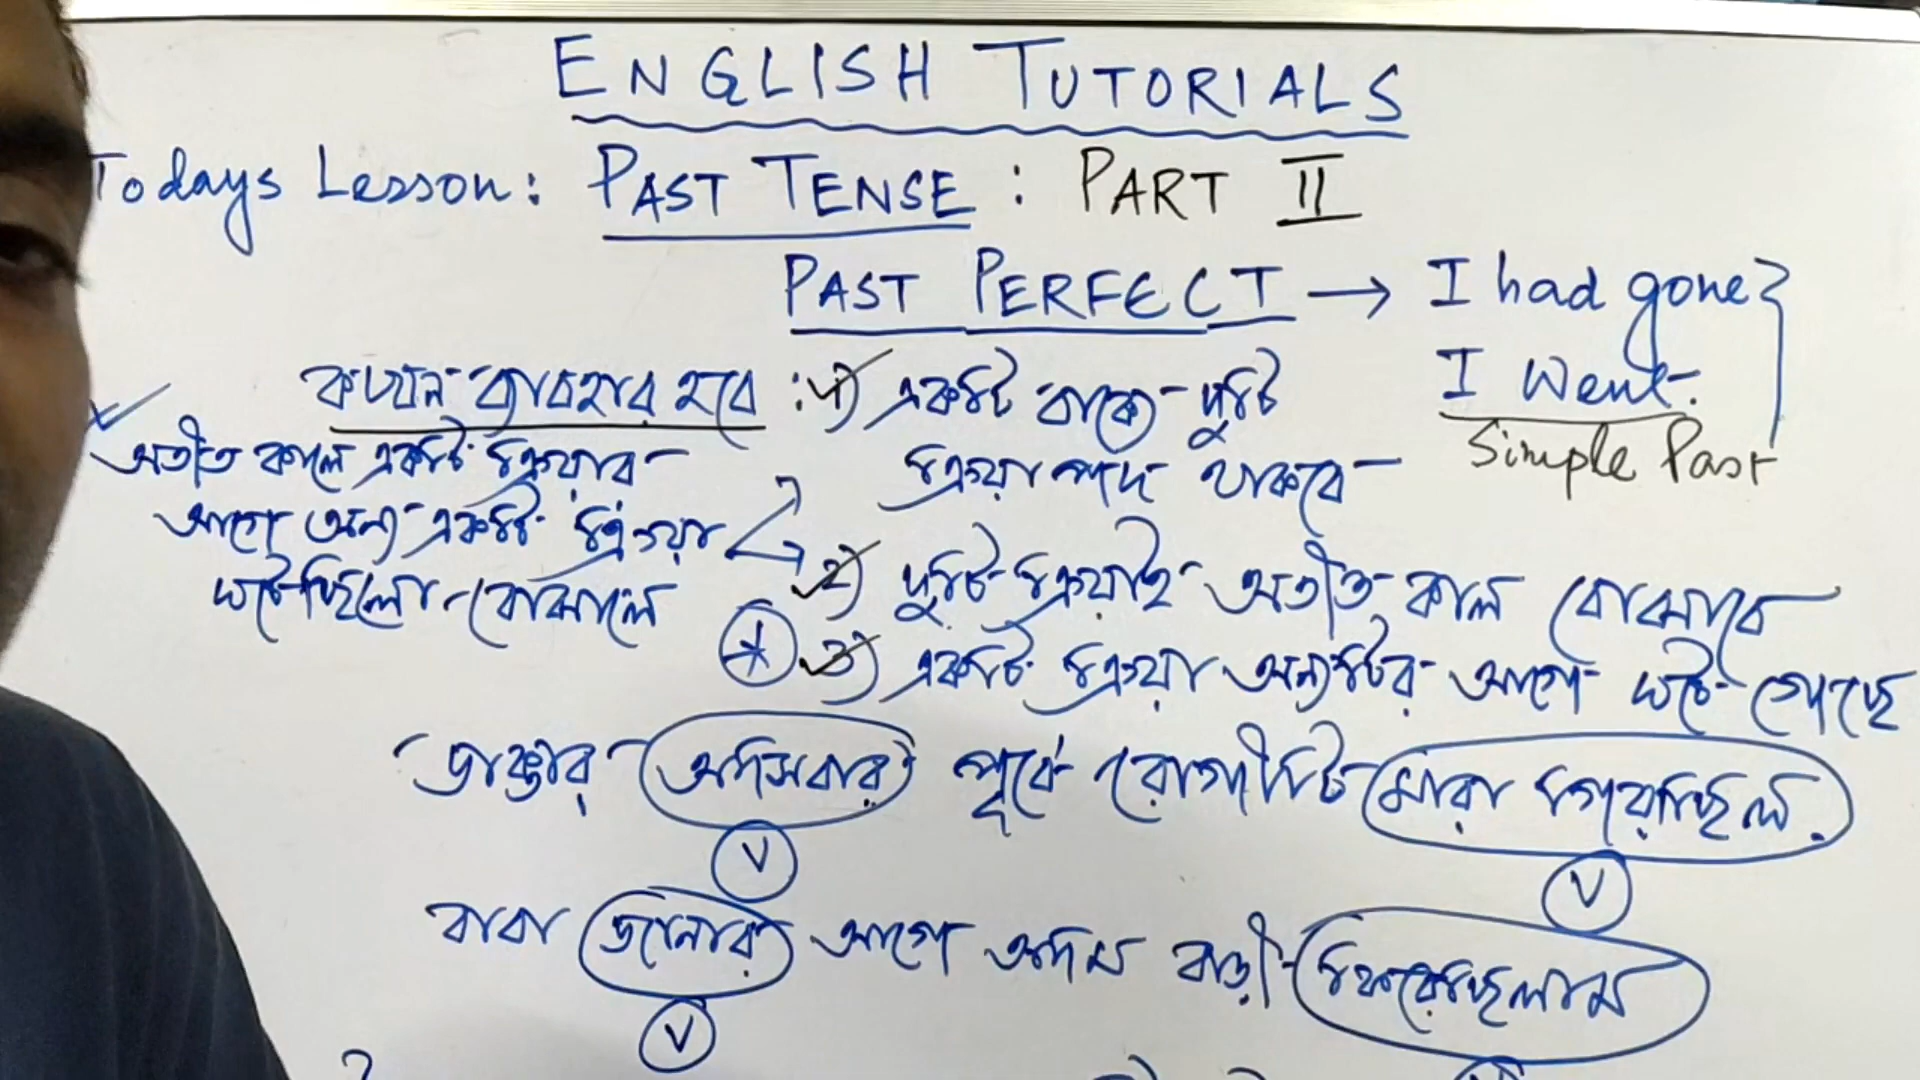 ENGLISH TUTORIALS
Todays Lesson: PAST TENSE : PART II
PAST PERFECT → I had gone
I Went.
Simple Past
কখন ব্যবহার হবে :
অতীত কালে একটি ক্রিয়ার
আগে অন্য একটি ক্রিয়া
ঘটেছিলো বোঝালে
১) একটি বাক্যে দুটি
ক্রিয়াপদ থাকবে
২) দুটি ক্রিয়াই অতীত কাল বোঝাবে
৩) একটি ক্রিয়া অন্যটির আগে ঘটে গেছে
ডাক্তার আসিবার পূর্বে রোগীটি মারা গিয়েছিল.
V V
বাবা জানার আগে আমি বাড়ী ফিরেছিলাম
V